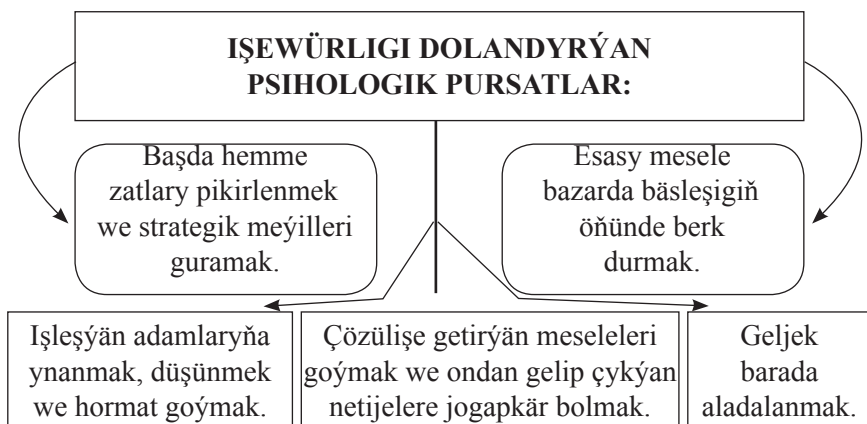 IŞEWÜRLIGI DOLANDYRÝAN
PSIHOLOGIK PURSATLAR:
Başda hemme
zatlary pikirlenmek
we strategik meýilleri
guramak.
Esasy mesele
bazarda bäsleşigiň
öňünde berk
durmak.
Işleşýän adamlaryňa
ynanmak, düşünmek
we hormat goýmak.
Çözülişe getirýän meseleleri
goýmak we ondan gelip çykýan
netijelere jogapkär bolmak.
Geljek
barada
aladalanmak.